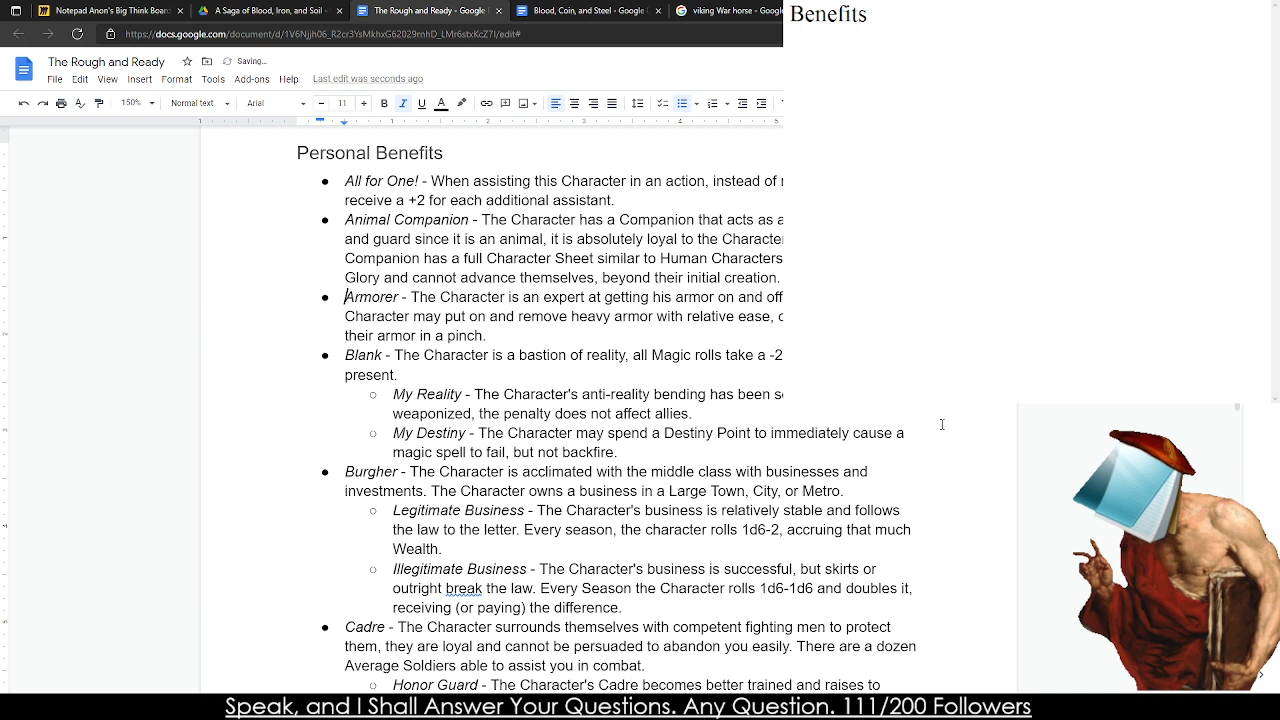 Notepad Anon's Big Think Board
A Saga of Blood, Iron, and Soil -
The Rough and Ready - Google
Blood, Coin, and Steel - Google
viking War horse - Google
Benefits
https://docs.google.com/document/d/1V6Njjh06_R2cr3YsMkhxG62029rnhD_LMr6stxKcZ7I/edit#
The Rough and Ready
Saving...
File Edit View Insert Format Tools Add-ons Help Last edit was seconds ago
150% Normal text Arial - 11 + B I U A
Personal Benefits
● All for One! - When assisting this Character in an action, instead of
receive a +2 for each additional assistant.
● Animal Companion - The Character has a Companion that acts as a
and guard since it is an animal, it is absolutely loyal to the Character
Companion has a full Character Sheet similar to Human Characters
Glory and cannot advance themselves, beyond their initial creation.
● Armorer - The Character is an expert at getting his armor on and off
Character may put on and remove heavy armor with relative ease,
their armor in a pinch.
● Blank - The Character is a bastion of reality, all Magic rolls take a -2
present.
○ My Reality - The Character's anti-reality bending has been
weaponized, the penalty does not affect allies.
○ My Destiny - The Character may spend a Destiny Point to immediately cause a
magic spell to fail, but not backfire.
● Burgher - The Character is acclimated with the middle class with businesses and
investments. The Character owns a business in a Large Town, City, or Metro.
○ Legitimate Business - The Character's business is relatively stable and follows
the law to the letter. Every season, the character rolls 1d6-2, accruing that much
Wealth.
○ Illegitimate Business - The Character's business is successful, but skirts or
outright break the law. Every Season the Character rolls 1d6-1d6 and doubles it,
receiving (or paying) the difference.
● Cadre - The Character surrounds themselves with competent fighting men to protect
them, they are loyal and cannot be persuaded to abandon you easily. There are a dozen
Average Soldiers able to assist you in combat.
○ Honor Guard - The Character's Cadre becomes better trained and raises to
Speak, and I Shall Answer Your Questions. Any Question. 111/200 Followers